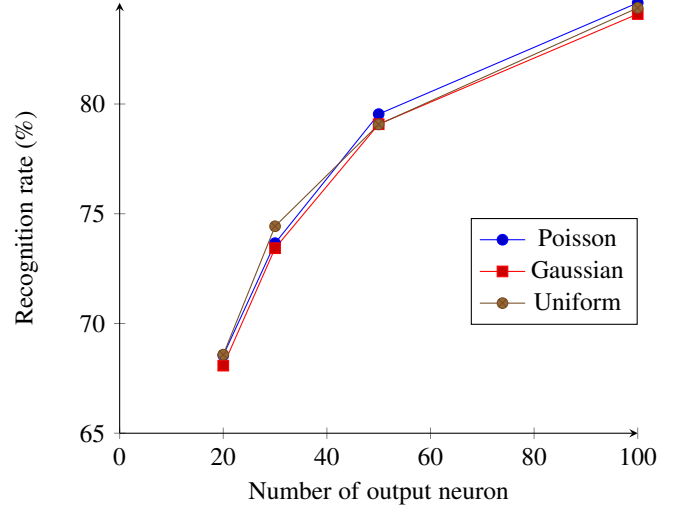 80
75
70
65
0
20
40
60
80
100
Recognition rate (%)
Number of output neuron
Poisson
Gaussian
Uniform